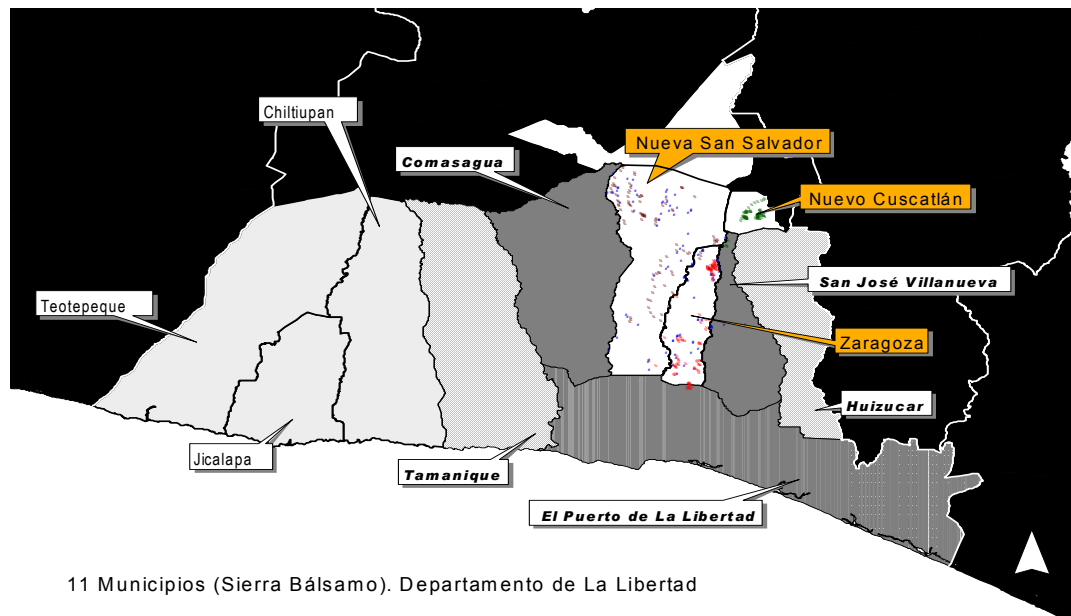 Chiltiupan
Nueva San Salvador
Comasagua
Nuevo Cuscatlán
San José Villanueva
Teotepeque
Zaragoza
Huizucar
Jicalapa
Tamanique
El Puerto de La Libertad
11 Municipios (Sierra Bálsamo). Departamento de La Libertad